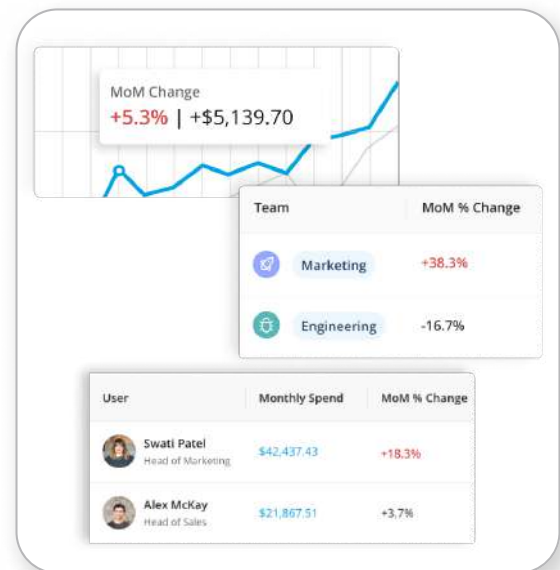 MoM Change
+5.3% | +$5,139.70
Team MoM % Change
Marketing +38.3%
Engineering -16.7%
User Monthly Spend MoM % Change
Swati Patel
Head of Marketing
$42,437.43 +18.3%
Alex McKay
Head of Sales
$21,867.51 +3.7%